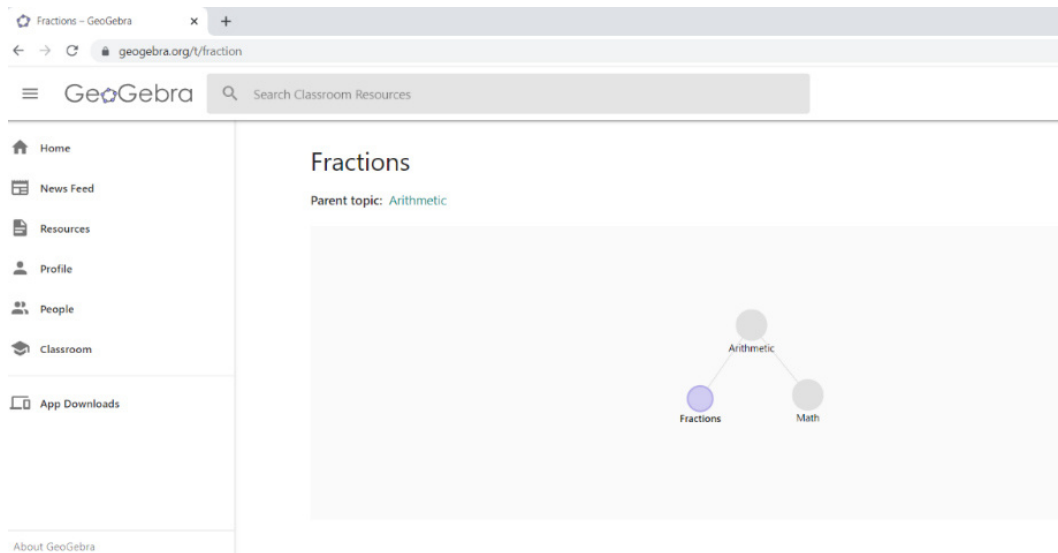 Fractions – GeoGebra
geogebra.org/t/fraction
GeoGebra
Search Classroom Resources
Home
News Feed
Resources
Profile
People
Classroom
App Downloads
About GeoGebra
Fractions
Parent topic: Arithmetic
Arithmetic
Fractions
Math